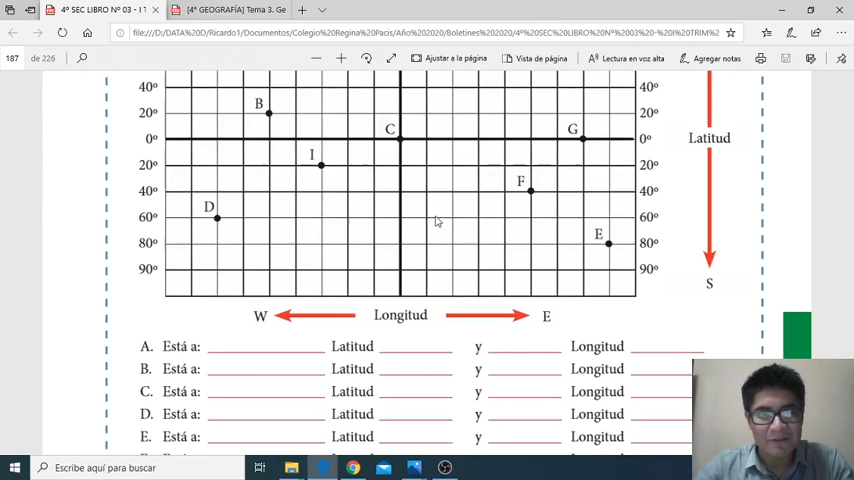 4º SEC LIBRO Nº 03 - I T
[4º GEOGRAFÍA] Tema 3. Ge
Archivo
file:///D:/DATA%20D/Ricardo1/Documentos/Colegio%20Regina%20Pacis/Año%202020/Boletines%202020/4º%20SEC%20LIBRO%20Nº%2003%20-%20I%20TRIM
187 de 226
Ajustar a la página
Vista de página
Lectura en voz alta
Agregar notas
40º 40º
B
20º 20º
C G
0º 0º
Latitud
I
20º 20º
F
40º 40º
D
60º 60º
E
80º 80º
90º 90º
S
W Longitud E
A. Está a: Latitud y Longitud
B. Está a: Latitud y Longitud
C. Está a: Latitud y Longitud
D. Está a: Latitud y Longitud
E. Está a: Latitud y Longitud
Escribe aquí para buscar